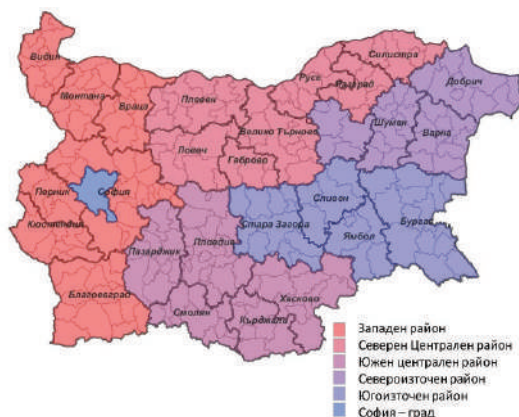 Видин
Монтана
Враца
Плевен
Русе
Силистра
Разград
Добрич
Шумен
Варна
Велико Търново
Ловеч
Габрово
Перник
София
Кюстендил
Сливен
Бургас
Стара Загора
Ямбол
Пазарджик
Пловдив
Благоевград
Хасково
Смолян
Кърджали
Западен район
Северен Централен район
Южен централен район
Североизточен район
Югоизточен район
София – град